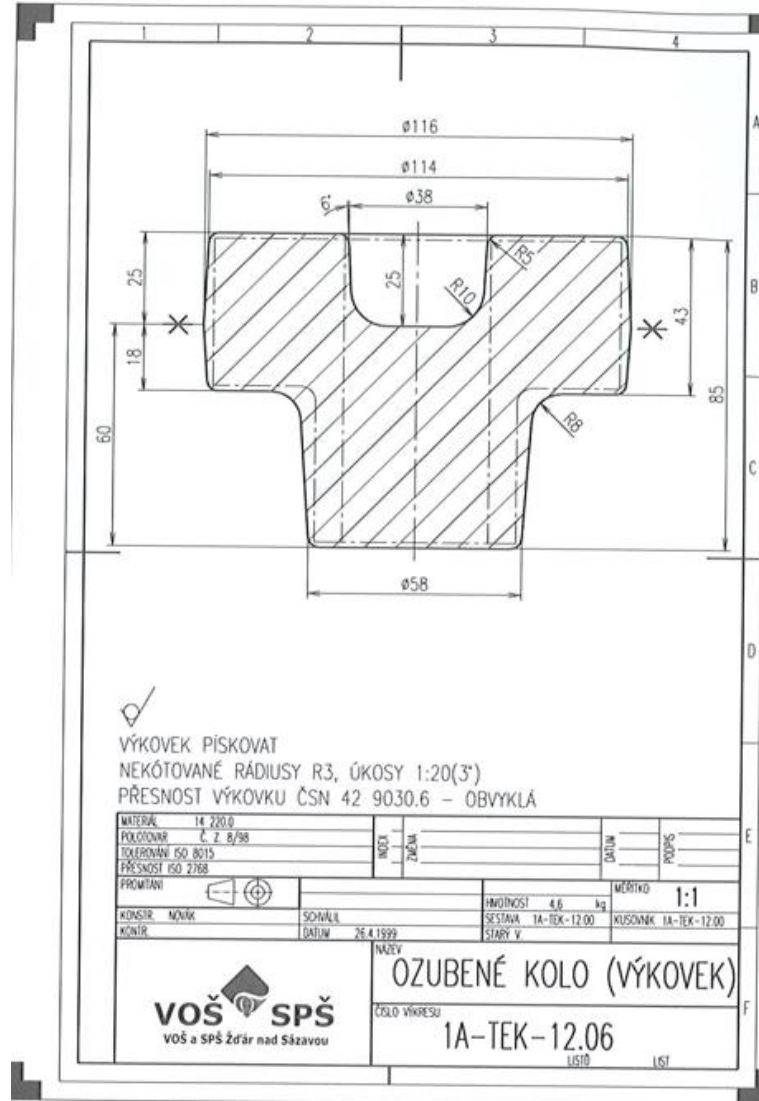 1 2 3 4
A
B
C
D
E
F
ø116
ø114
6° ø38
25
25
R5
R10
43
18
85
60
R8
ø58
VÝKOVEK PÍSKOVAT
NEKÓTOVANÉ RÁDIUSY R3, ÚKOSY 1:20(3°)
PŘESNOST VÝKOVKU ČSN 42 9030.6 – OBVYKLÁ
MATERIÁL 14 220.0
POLOTOVAR Č. Z. 8/98
TOLEROVÁNÍ ISO 8015
PŘESNOST ISO 2768
INDEX ZMĚNA DATUM PODPIS
PROMÍTÁNÍ
HMOTNOST 4,6 kg
MĚŘÍTKO 1:1
KONSTR. NOVÁK SCHVÁLIL SESTAVA 1A-TEK-12.00 KUSOVNÍK 1A-TEK-12.00
KONTR. DATUM 26.4.1999 STARÝ V.
NÁZEV
OZUBENÉ KOLO (VÝKOVEK)
ČÍSLO VÝKRESU
1A-TEK-12.06
LISTŮ LIST
VOŠ SPŠ
VOŠ a SPŠ Žďár nad Sázavou